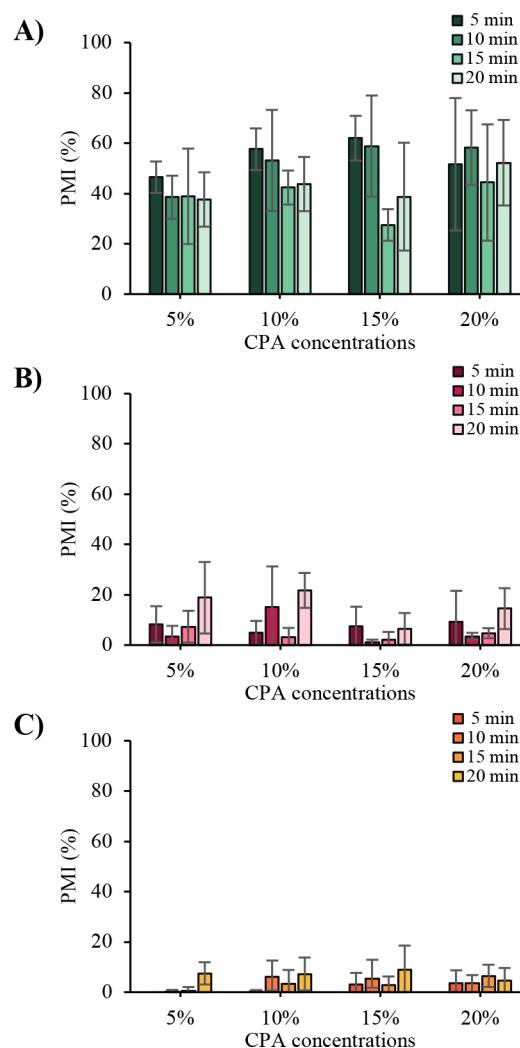 A)
5 min
10 min
15 min
20 min
100
80
60
40
20
0
PMI (%)
5% 10% 15% 20%
CPA concentrations
B)
5 min
10 min
15 min
20 min
100
80
60
40
20
0
PMI (%)
5% 10% 15% 20%
CPA concentrations
C)
5 min
10 min
15 min
20 min
100
80
60
40
20
0
PMI (%)
5% 10% 15% 20%
CPA concentrations